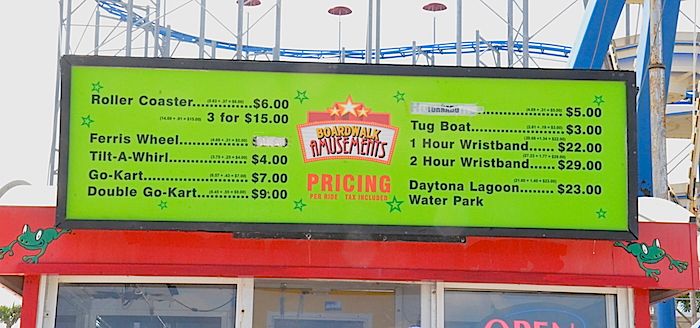 Roller Coaster $6.00
3 for $15.00
Ferris Wheel
Tilt-A-Whirl $4.00
Go-Kart $7.00
Double Go-Kart $9.00
BOARDWALK
AMUSEMENTS
PRICING
PER RIDE TAX INCLUDED
$5.00
Tug Boat $3.00
1 Hour Wristband $22.00
2 Hour Wristband $29.00
Daytona Lagoon $23.00
Water Park
OPEN